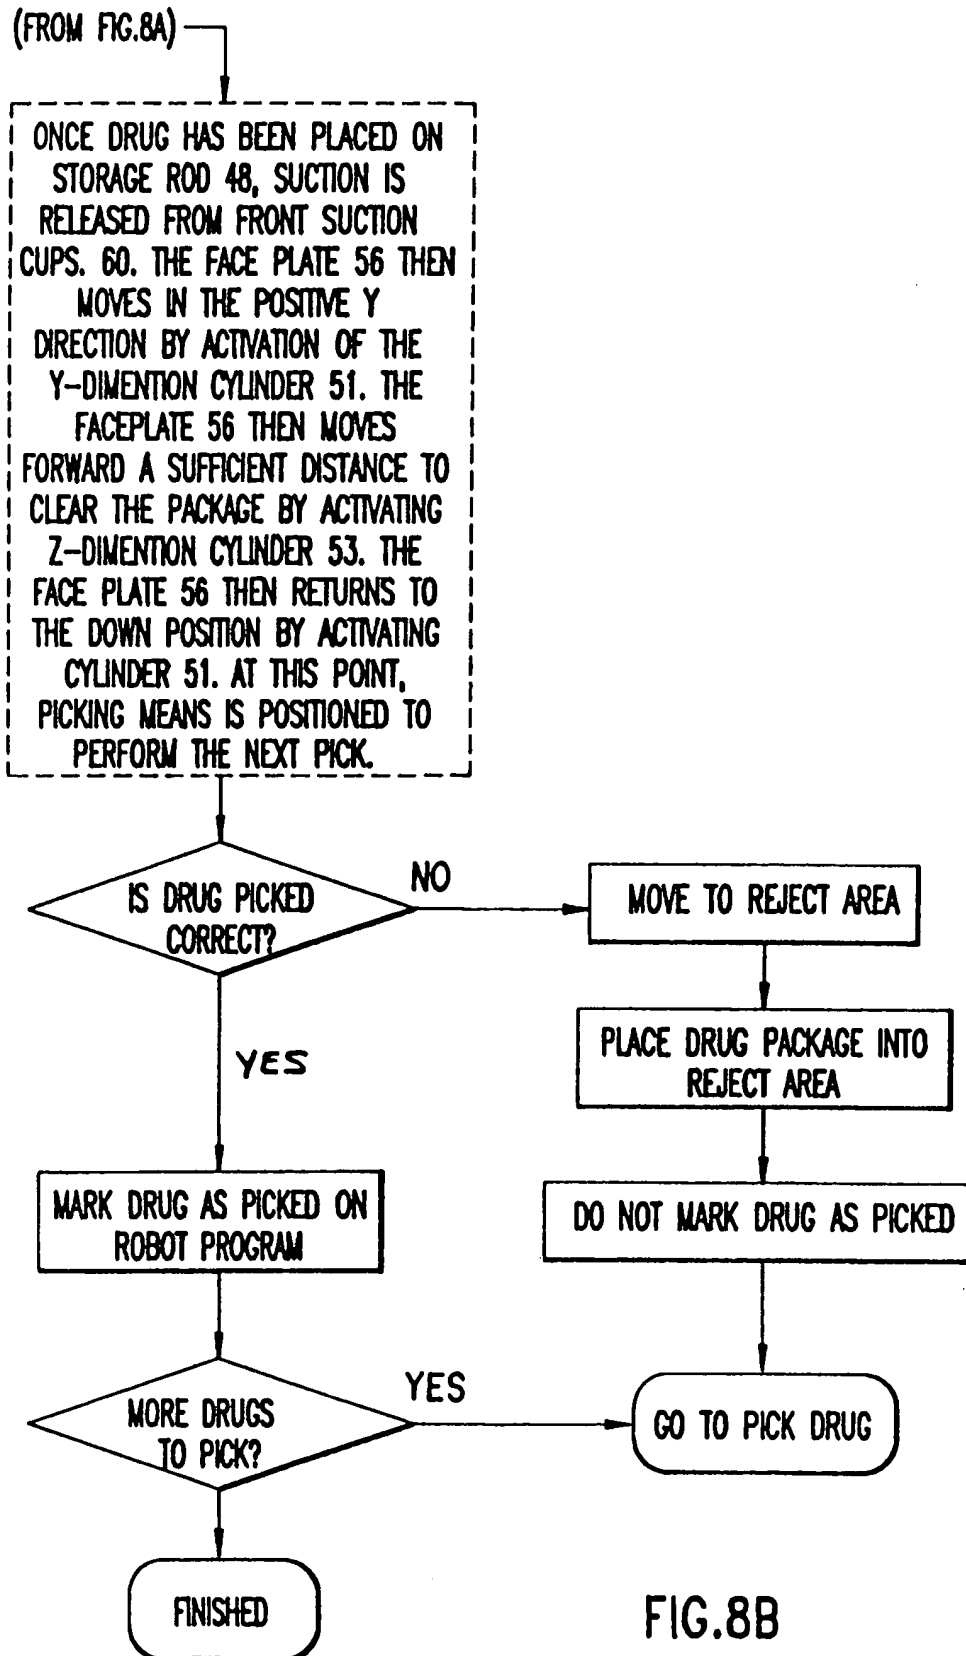 (FROM FIG.8A)
ONCE DRUG HAS BEEN PLACED ON
STORAGE ROD 48, SUCTION IS
RELEASED FROM FRONT SUCTION
CUPS. 60. THE FACE PLATE 56 THEN
MOVES IN THE POSITIVE Y
DIRECTION BY ACTIVATION OF THE
Y-DIMENTION CYLINDER 51. THE
FACEPLATE 56 THEN MOVES
FORWARD A SUFFICIENT DISTANCE TO
CLEAR THE PACKAGE BY ACTIVATING
Z-DIMENTION CYLINDER 53. THE
FACE PLATE 56 THEN RETURNS TO
THE DOWN POSITION BY ACTIVATING
CYLINDER 51. AT THIS POINT,
PICKING MEANS IS POSITIONED TO
PERFORM THE NEXT PICK.
IS DRUG PICKED
CORRECT?
NO
MOVE TO REJECT AREA
PLACE DRUG PACKAGE INTO
REJECT AREA
YES
MARK DRUG AS PICKED ON
ROBOT PROGRAM
DO NOT MARK DRUG AS PICKED
MORE DRUGS
TO PICK?
YES
GO TO PICK DRUG
FINISHED
FIG.8B